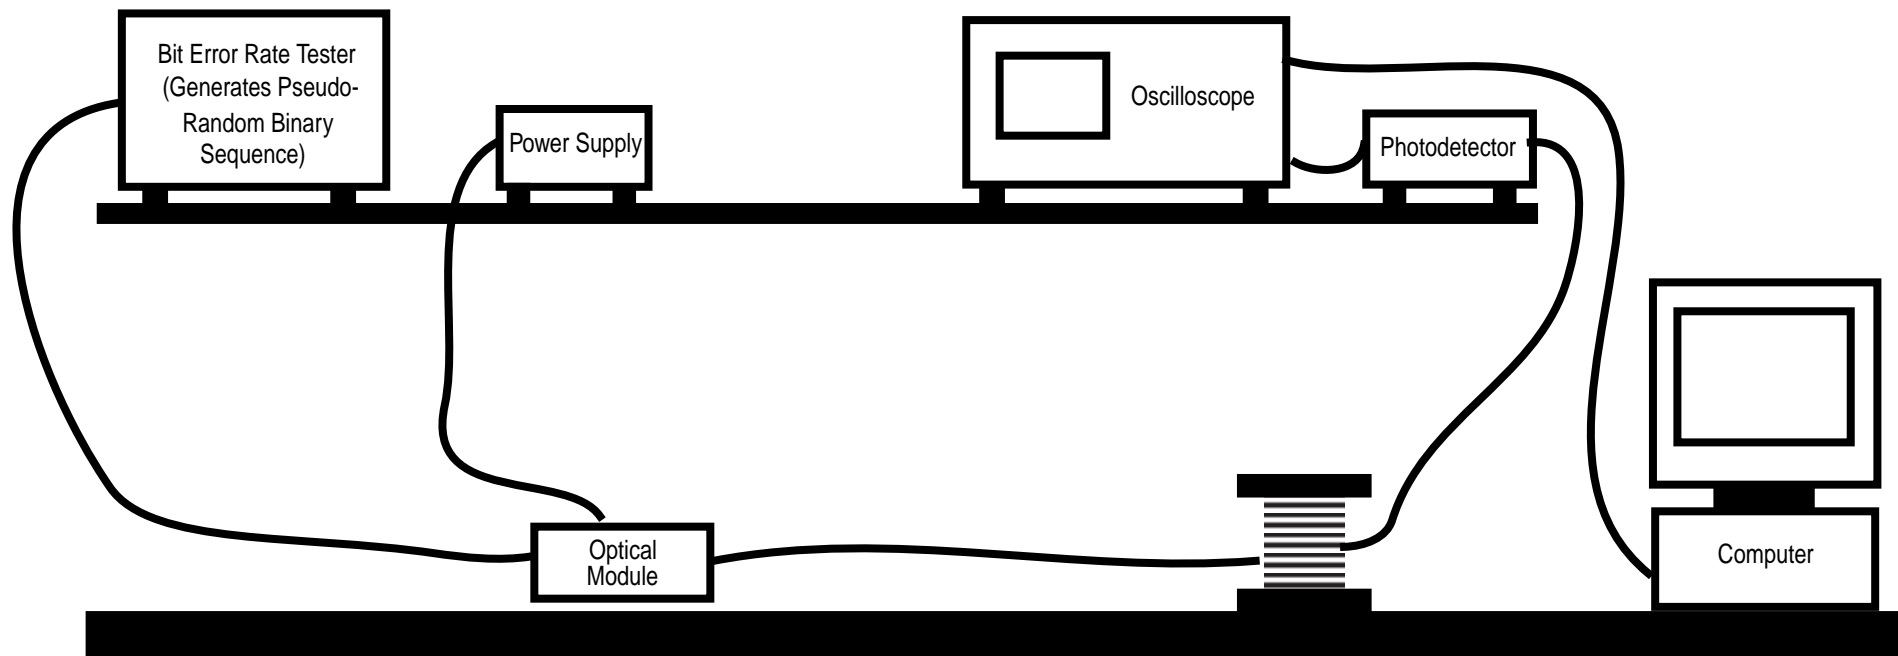 Bit Error Rate Tester
(Generates Pseudo-
Random Binary
Sequence)
Power Supply
Oscilloscope
Photodetector
Optical
Module
Computer